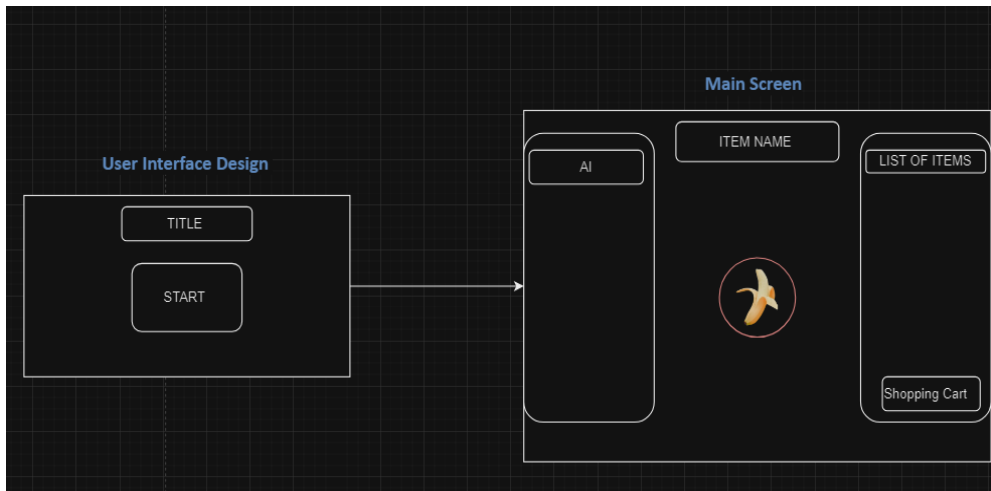 User Interface Design
TITLE
START
Main Screen
AI
ITEM NAME
LIST OF ITEMS
Shopping Cart